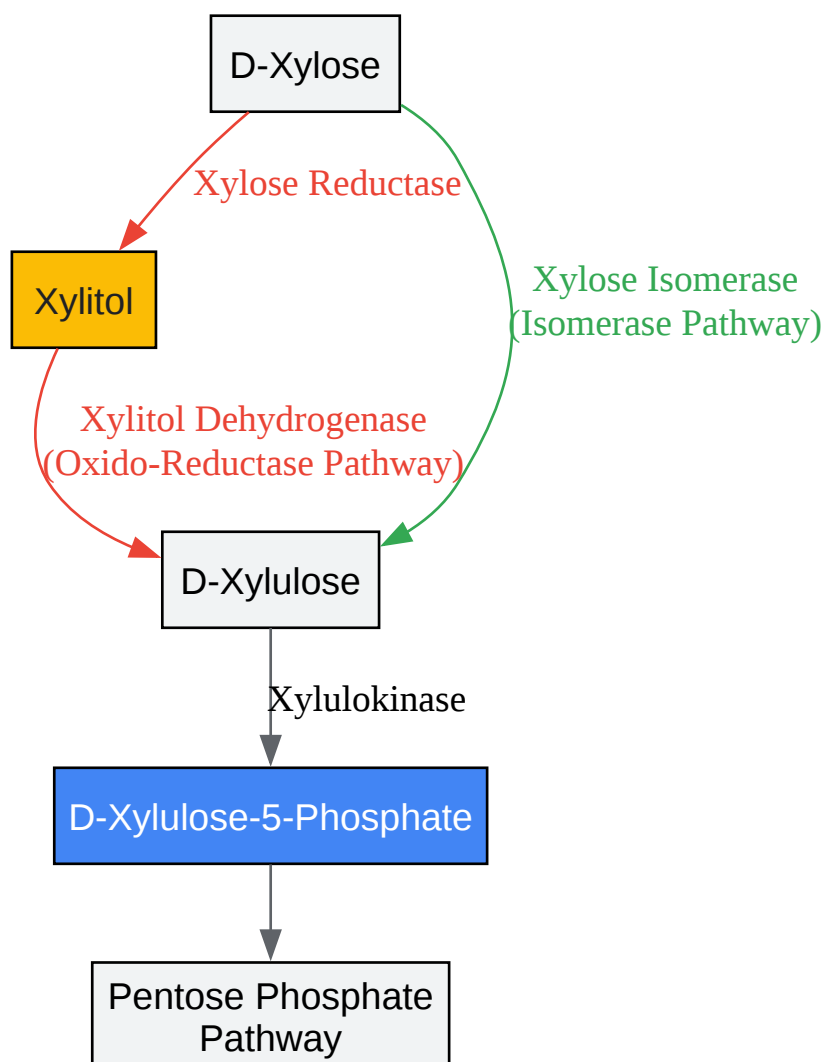 D-Xylose
Xylose Reductase
Xylose Isomerase
(Isomerase Pathway)
Xylitol
Xylitol Dehydrogenase
(Oxido-Reductase Pathway)
D-Xylulose
Xylulokinase
D-Xylulose-5-Phosphate
Pentose Phosphate
Pathway